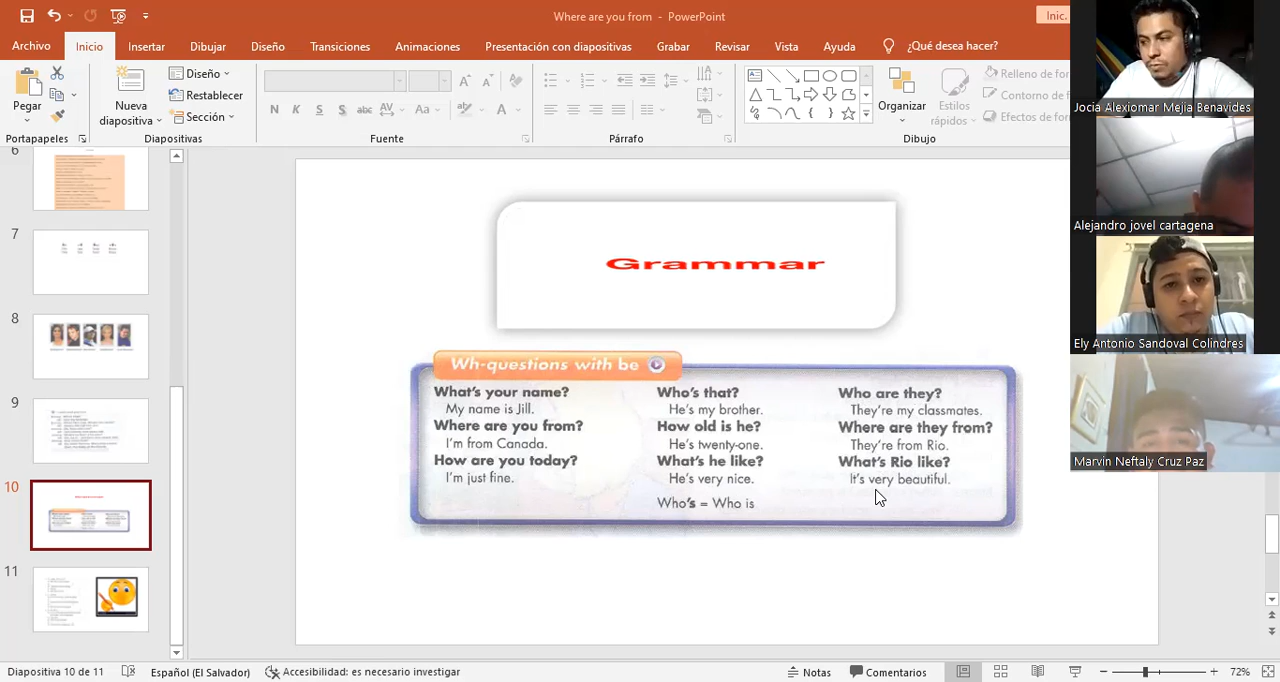 Where are you from - PowerPoint
Inic.
Archivo Inicio Insertar Dibujar Diseño Transiciones Animaciones Presentación con diapositivas Grabar Revisar Vista Ayuda ¿Qué desea hacer?
Pegar
Nueva diapositiva
Diseño
Restablecer
Sección
Organizar
Estilos rápidos
Relleno de for
Contorno de
Efectos de for
Portapapeles Diapositivas Fuente Párrafo Dibujo
6
7
8
9
10
11
Grammar
Wh-questions with be
What's your name?
My name is Jill.
Where are you from?
I'm from Canada.
How are you today?
I'm just fine.
Who's that?
He's my brother.
How old is he?
He's twenty-one.
What's he like?
He's very nice.
Who's = Who is
Who are they?
They're my classmates.
Where are they from?
They're from Rio.
What's Rio like?
It's very beautiful.
Jocia Alexiomar Mejia Benavides
Alejandro jovel cartagena
Ely Antonio Sandoval Colindres
Marvin Neftaly Cruz Paz
Diapositiva 10 de 11 Español (El Salvador) Accesibilidad: es necesario investigar Notas Comentarios 72%